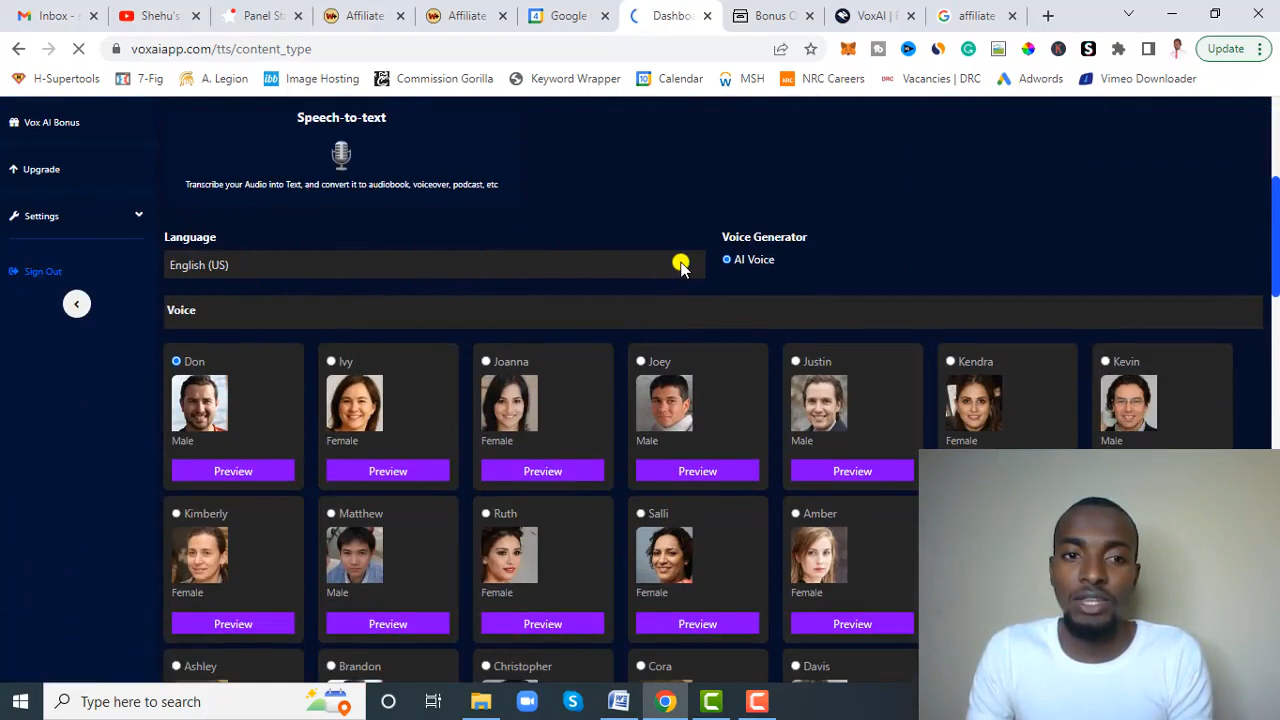 Inbox -
Shehu's
Panel Sta
Affiliate
Affiliate
Google
Dashbo
Bonus C
VoxAI | F
affiliate
voxaiapp.com/tts/content_type
Update
H-Supertools
7-Fig
A. Legion
Image Hosting
Commission Gorilla
Keyword Wrapper
Calendar
MSH
NRC Careers
Vacancies | DRC
Adwords
Vimeo Downloader
Vox AI Bonus
Upgrade
Settings
Sign Out
Speech-to-text
Transcribe your Audio into Text, and convert it to audiobook, voiceover, podcast, etc
Language
Voice Generator
English (US)
AI Voice
Voice
Don
Ivy
Joanna
Joey
Justin
Kendra
Kevin
Male
Female
Female
Male
Male
Female
Male
Preview
Preview
Preview
Preview
Preview
Kimberly
Matthew
Ruth
Salli
Amber
Female
Male
Female
Female
Female
Preview
Preview
Preview
Preview
Preview
Ashley
Brandon
Christopher
Cora
Davis
Type here to search